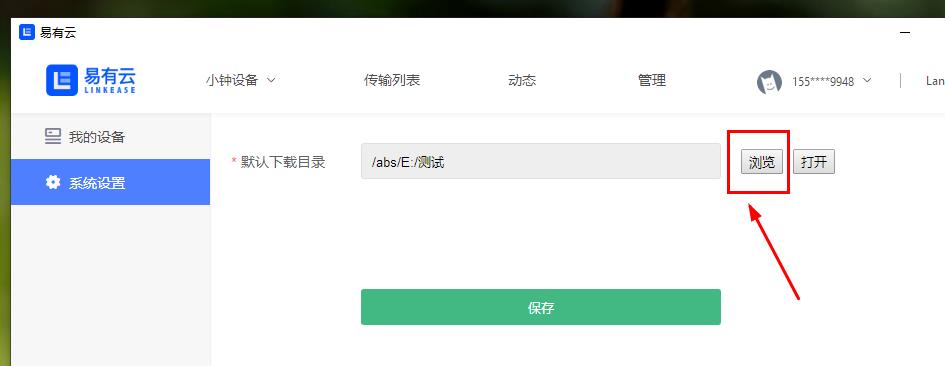 易有云
易有云
LINKEASE
小钟设备
传输列表
动态
管理
155****9948
Lan
我的设备
系统设置
* 默认下载目录
/abs/E:/测试
浏览
打开
保存